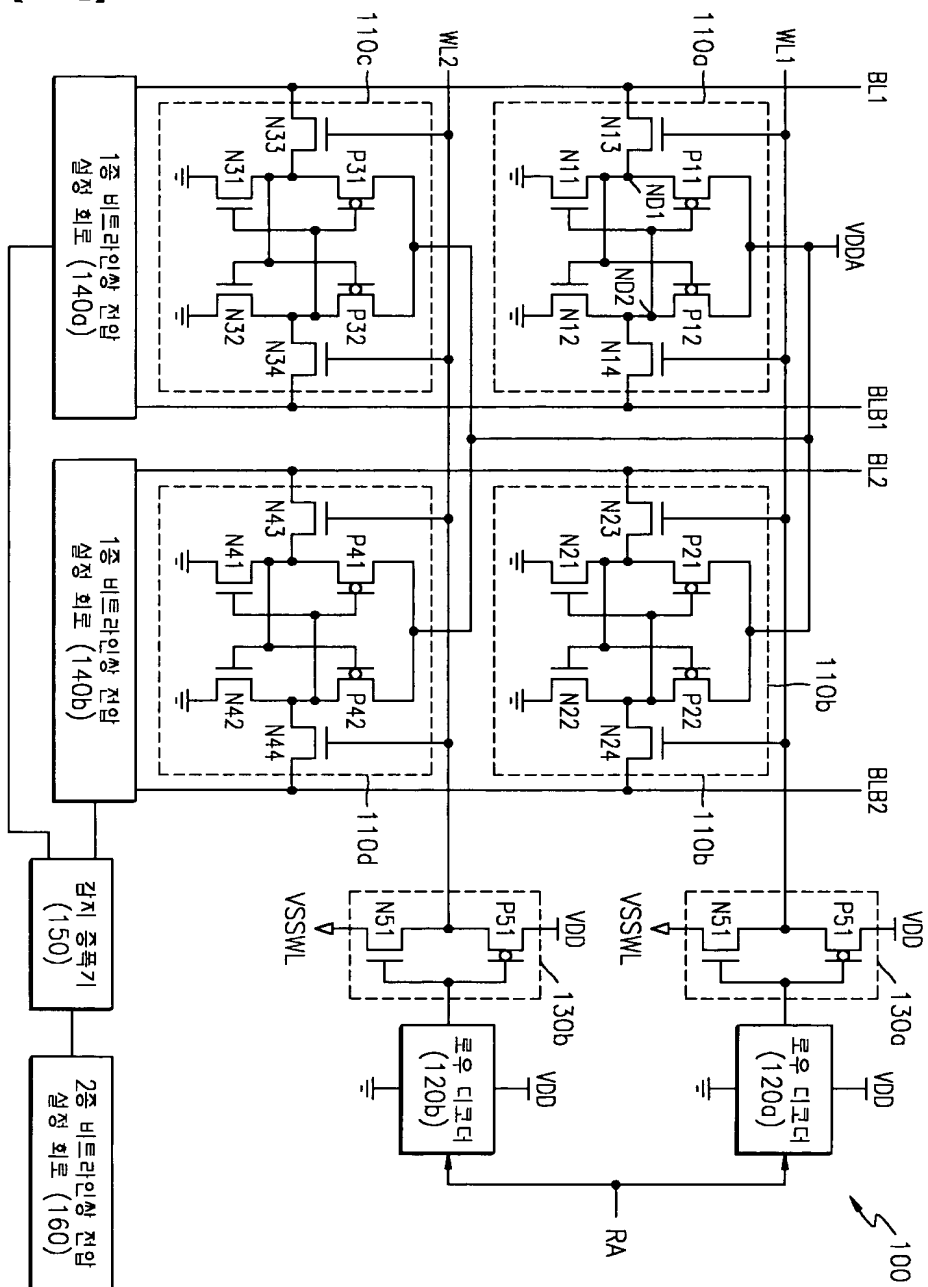 100
RA
VDD
로우 디코더
(120a)
VDD
로우 디코더
(120b)
VDD
P51
N51
VSSWL
130a
VDD
P51
N51
VSSWL
130b
WL1
WL2
BL1
BLB1
BL2
BLB2
VDDA
110a
P11
P12
N11
N12
N13
N14
ND1
ND2
110b
110b
P21
P22
N21
N22
N23
N24
110c
P31
P32
N31
N32
N33
N34
110d
P41
P42
N41
N42
N43
N44
1종 비트라인쌍 전압
설정 회로 (140a)
1종 비트라인쌍 전압
설정 회로 (140b)
감지 증폭기
(150)
2종 비트라인쌍 전압
설정 회로 (160)